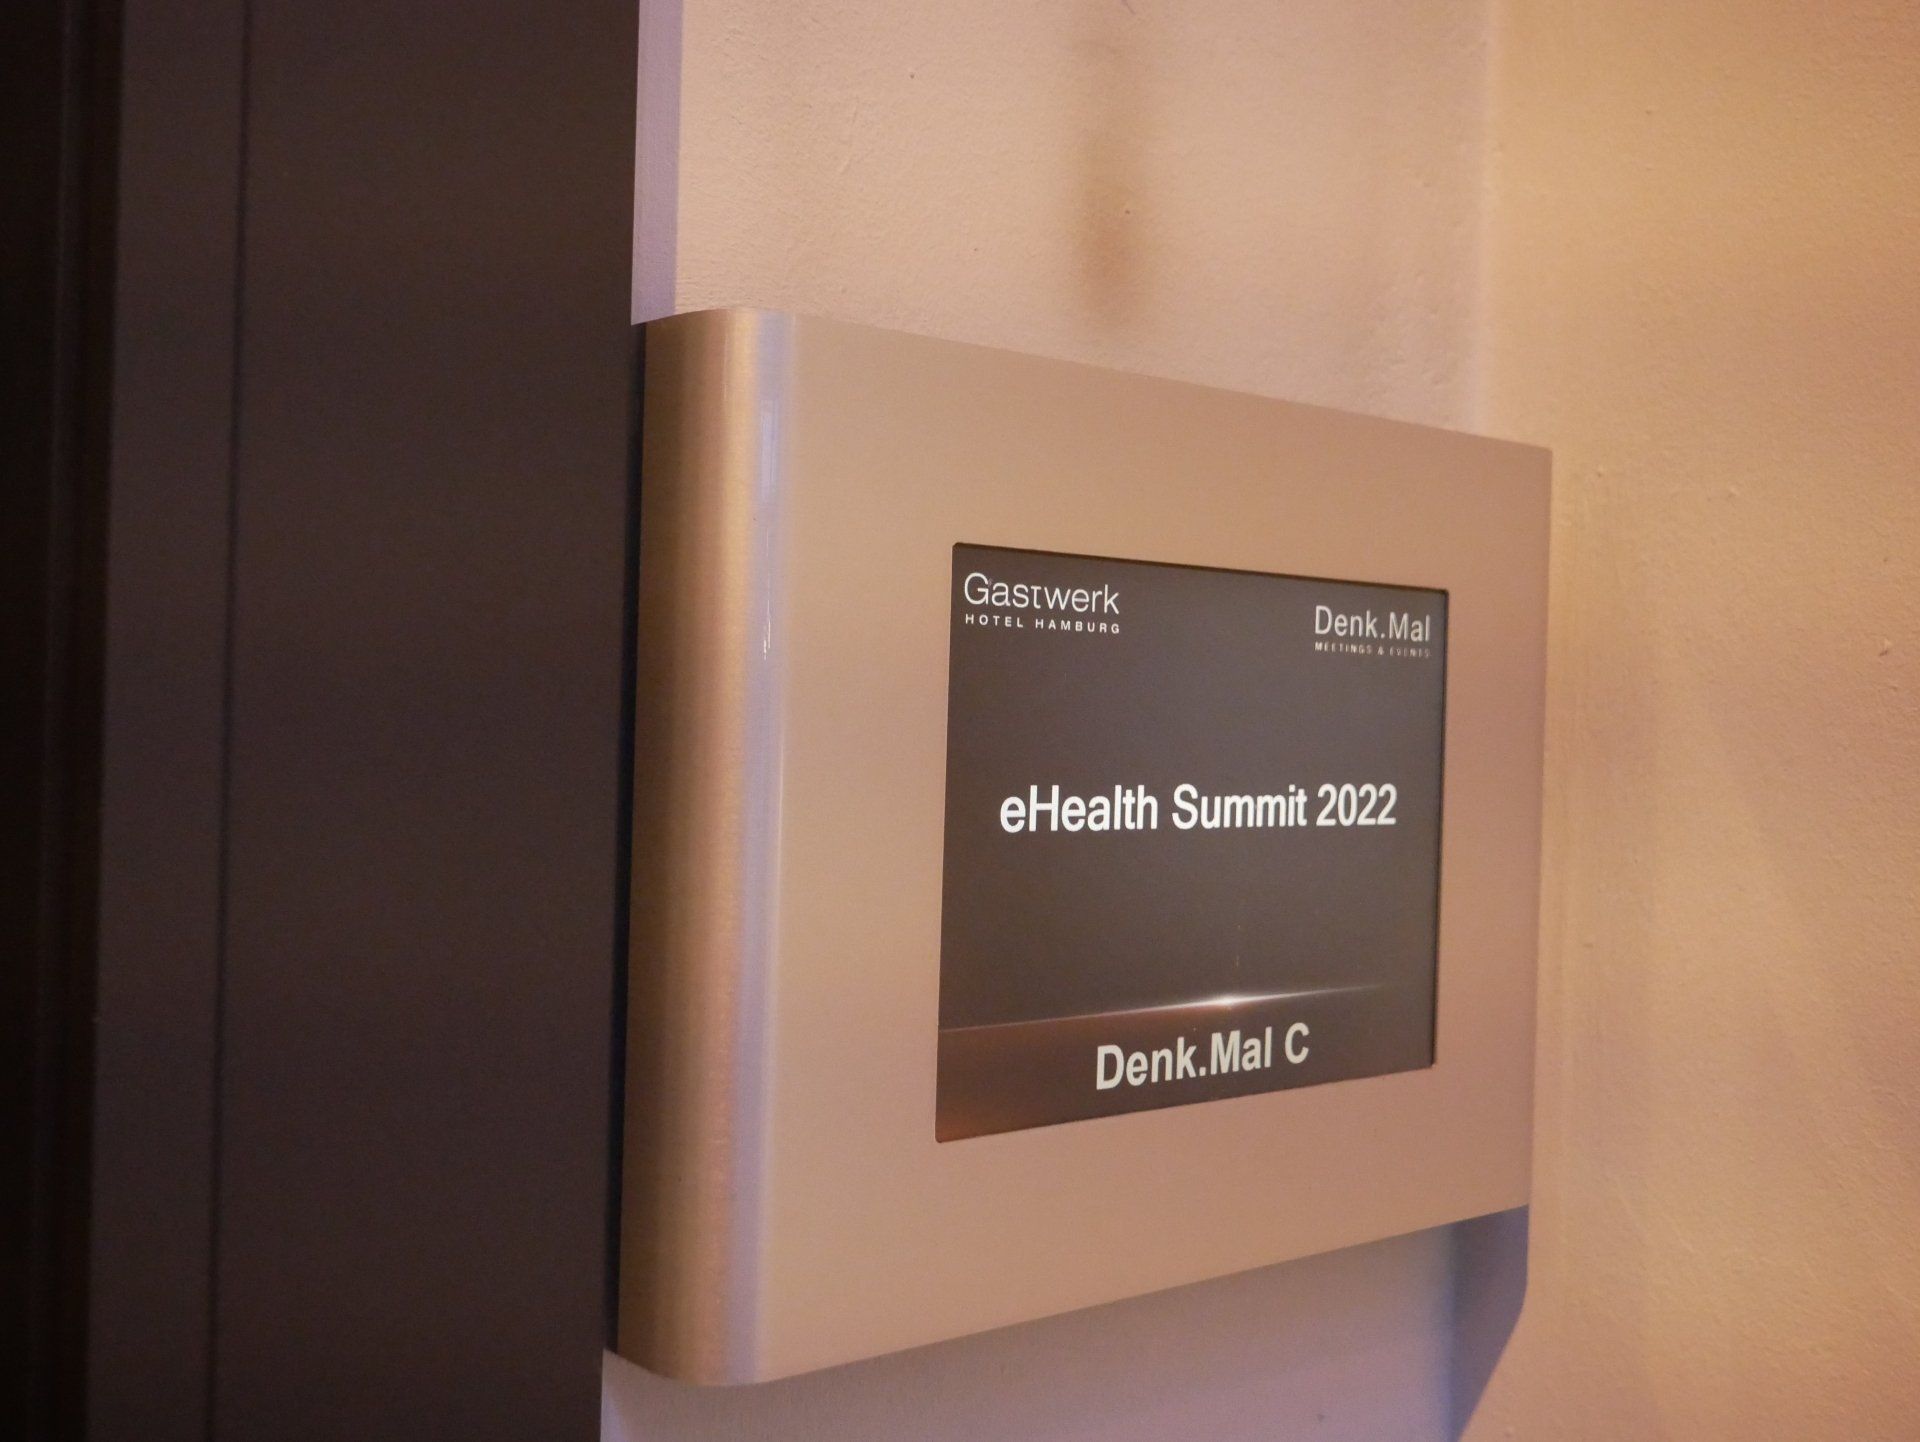 Gastwerk
HOTEL HAMBURG
Denk.Mal
MEETINGS & EVENTS
eHealth Summit 2022
Denk.Mal C